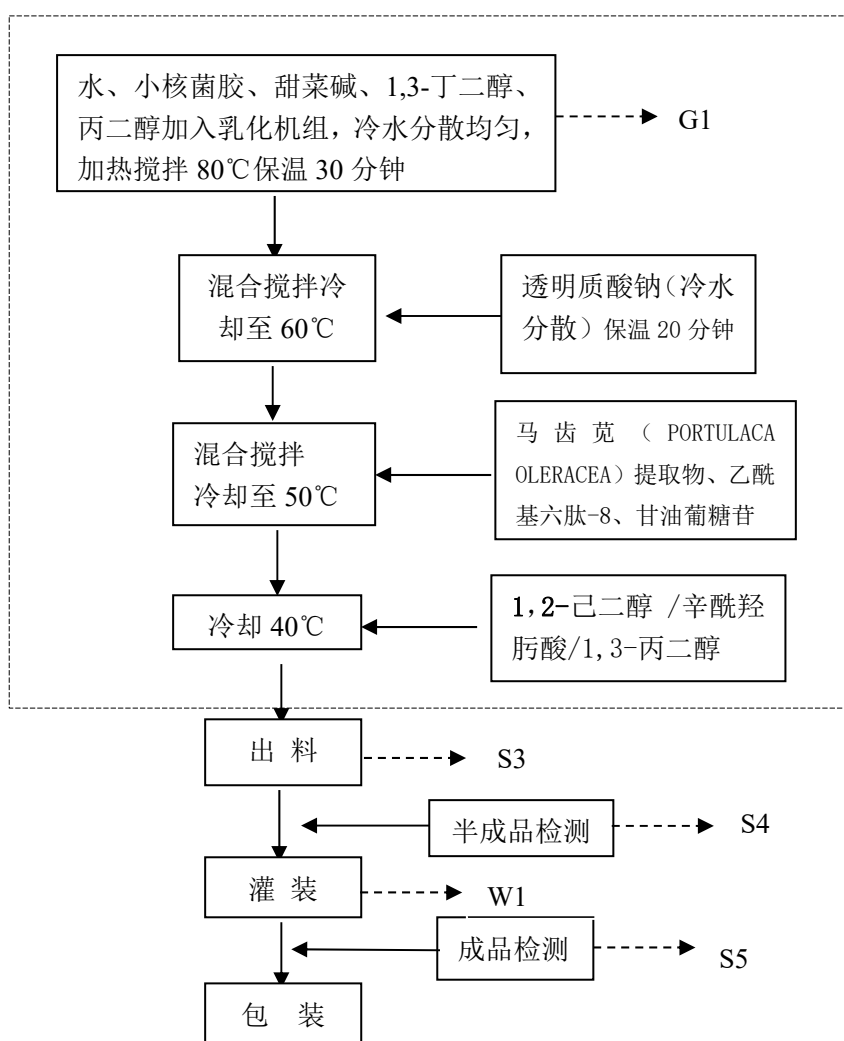 水、小核菌胶、甜菜碱、1,3-丁二醇、
丙二醇加入乳化机组，冷水分散均匀，
加热搅拌 80℃保温 30 分钟
G1
混合搅拌冷
却至 60℃
透明质酸钠（冷水
分散）保温 20 分钟
混合搅拌
冷却至 50℃
马齿苋（PORTULACA
OLERACEA）提取物、乙酰
基六肽-8、甘油葡糖苷
冷却 40℃
1,2-己二醇 /辛酰羟
肟酸/1,3-丙二醇
出 料
S3
半成品检测
S4
灌 装
W1
成品检测
S5
包 装